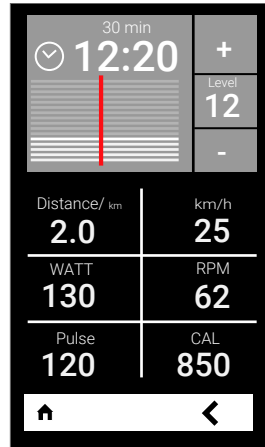 30 min
12:20
+
Level
12
-
Distance/ km
2.0
km/h
25
WATT
130
RPM
62
Pulse
120
CAL
850